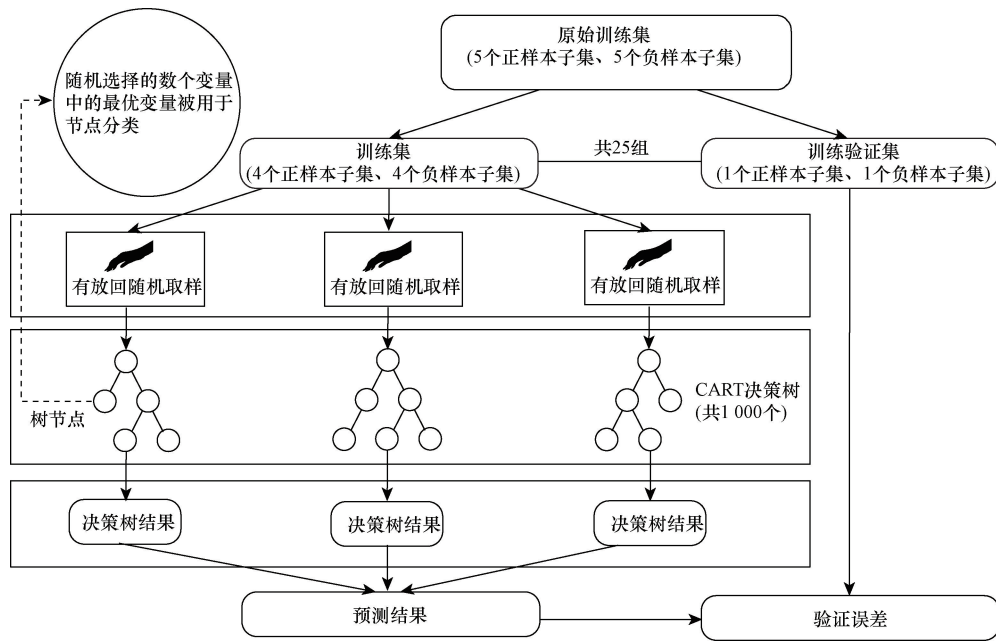 原始训练集
(5个正样本子集、5个负样本子集)
随机选择的数个变量
中的最优变量被用于
节点分类
训练集
(4个正样本子集、4个负样本子集)
共25组
训练验证集
(1个正样本子集、1个负样本子集)
有放回随机取样
有放回随机取样
有放回随机取样
树节点
CART决策树
(共1 000个)
决策树结果
决策树结果
决策树结果
预测结果
验证误差